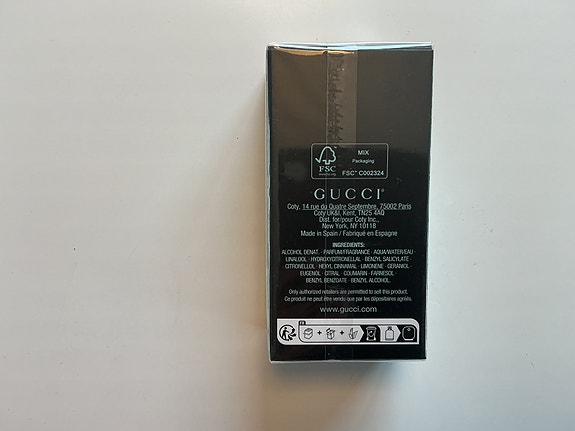 FSC
MIX
Packaging
FSC™ C002324
GUCCI®
Coty, 14 rue du Quatre Septembre, 75002 Paris
Coty UK&I, Kent, TN25 4AQ
Dist. for/pour Coty Inc.,
New York, NY 10118
Made in Spain / Fabriqué en Espagne
INGREDIENTS:
ALCOHOL DENAT. · PARFUM/FRAGRANCE · AQUA/WATER/EAU ·
LINALOOL · HYDROXYCITRONELLAL · BENZYL SALICYLATE ·
CITRONELLOL · HEXYL CINNAMAL · LIMONENE · GERANIOL ·
EUGENOL · CITRAL · COUMARIN · FARNESOL ·
BENZYL BENZOATE · BENZYL ALCOHOL.
Only authorized retailers are permitted to sell this product.
Ce produit ne peut être vendu que par les dépositaires agréés.
www.gucci.com
FR
+ +